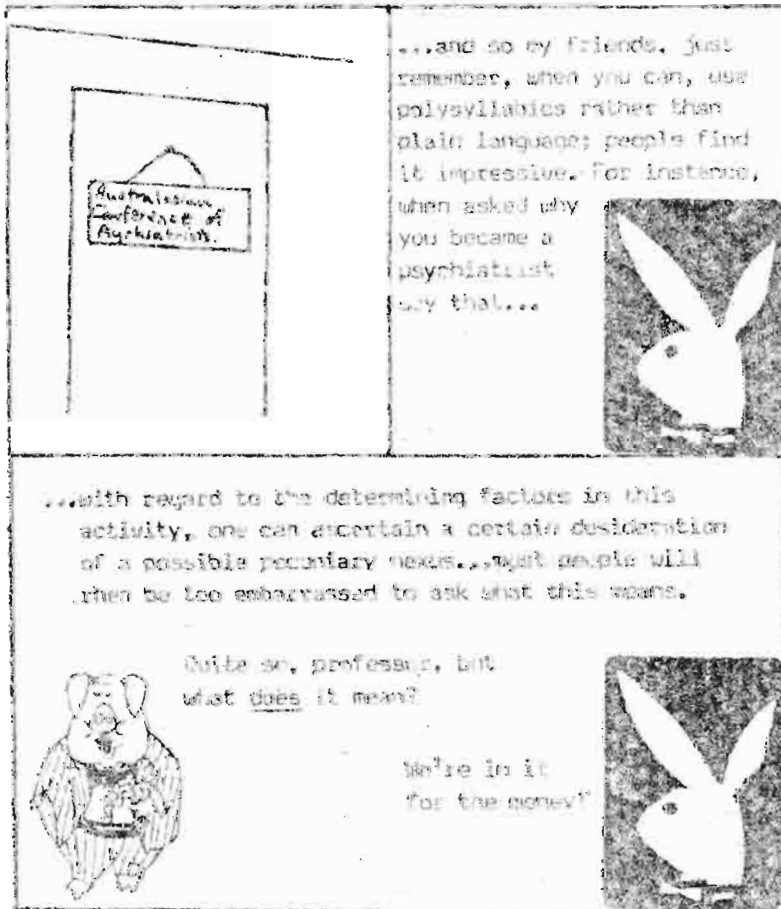 Australasian
Conference of
Psychiatrists.
...and so my friends, just
remember, when you can, use
polysyllabics rather than
plain language; people find
it impressive. For instance,
when asked why
you became a
psychiatrist
say that...
...with regard to the determining factors in this
activity, one can ascertain a certain desideration
of a possible pecuniary nexus...most people will
then be too embarrassed to ask what this means.
Quite so, professor, but
what does it mean?
We're in it
for the money!